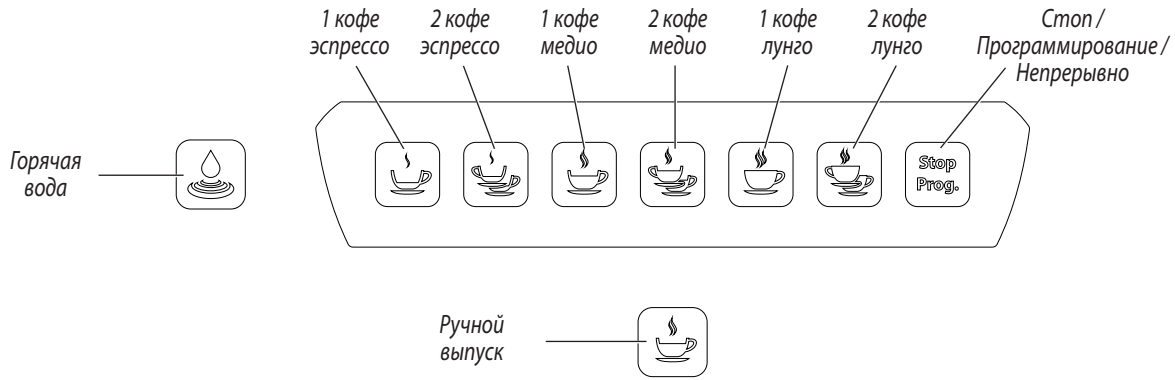 1 кофе
эспрессо
2 кофе
эспрессо
1 кофе
медио
2 кофе
медио
1 кофе
лунго
2 кофе
лунго
Стоп /
Программирование /
Непрерывно
Горячая
вода
Stop
Prog.
Ручной
выпуск